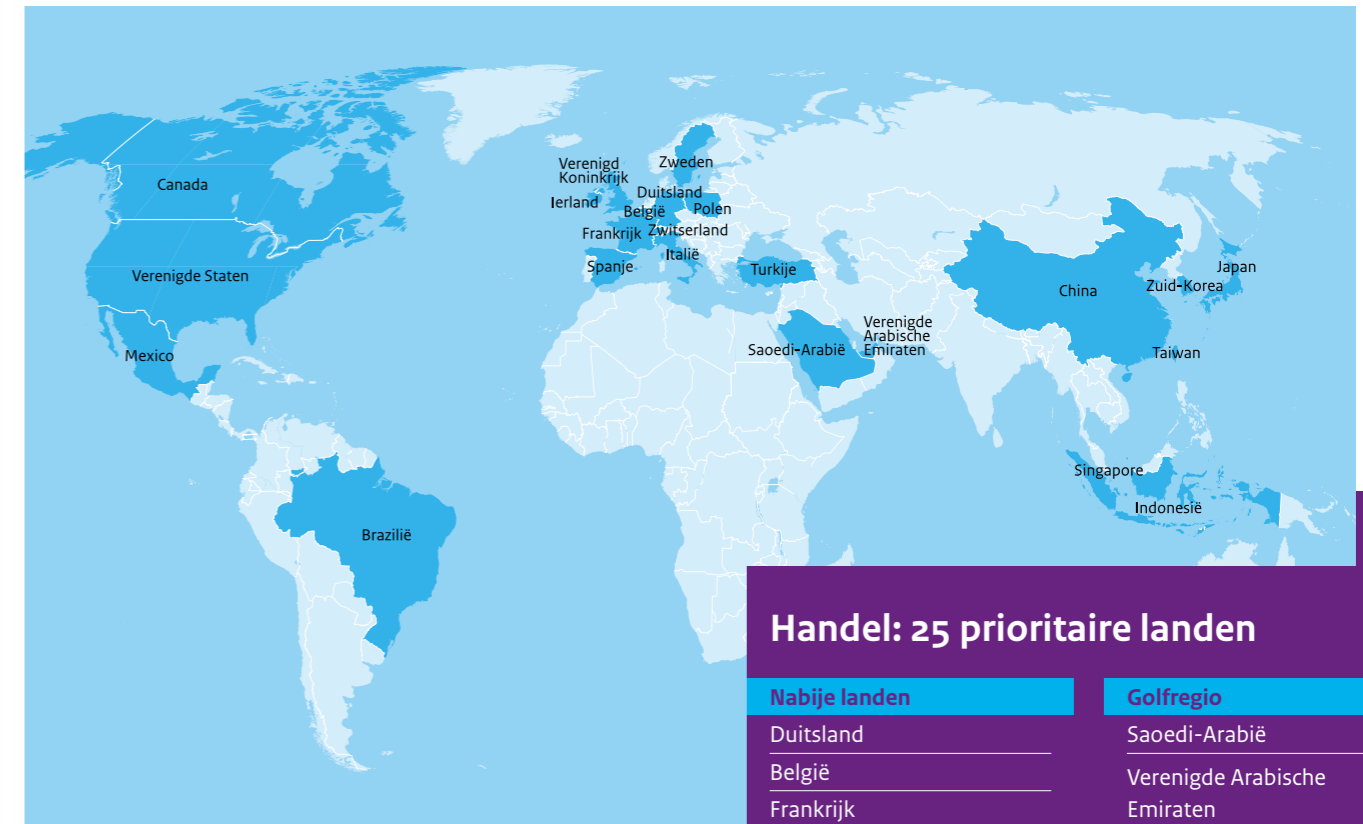 Canada
Verenigde Staten
Mexico
Brazilië
Verenigd
Koninkrijk
Ierland
Zweden
Duitsland
België
Polen
Frankrijk
Zwitserland
Italië
Spanje
Turkije
Saoedi-Arabië
Verenigde
Arabische
Emiraten
China
Japan
Zuid-Korea
Taiwan
Singapore
Indonesië
Handel: 25 prioritaire landen
Nabije landen
Duitsland
België
Frankrijk
Golfregio
Saoedi-Arabië
Verenigde Arabische
Emiraten